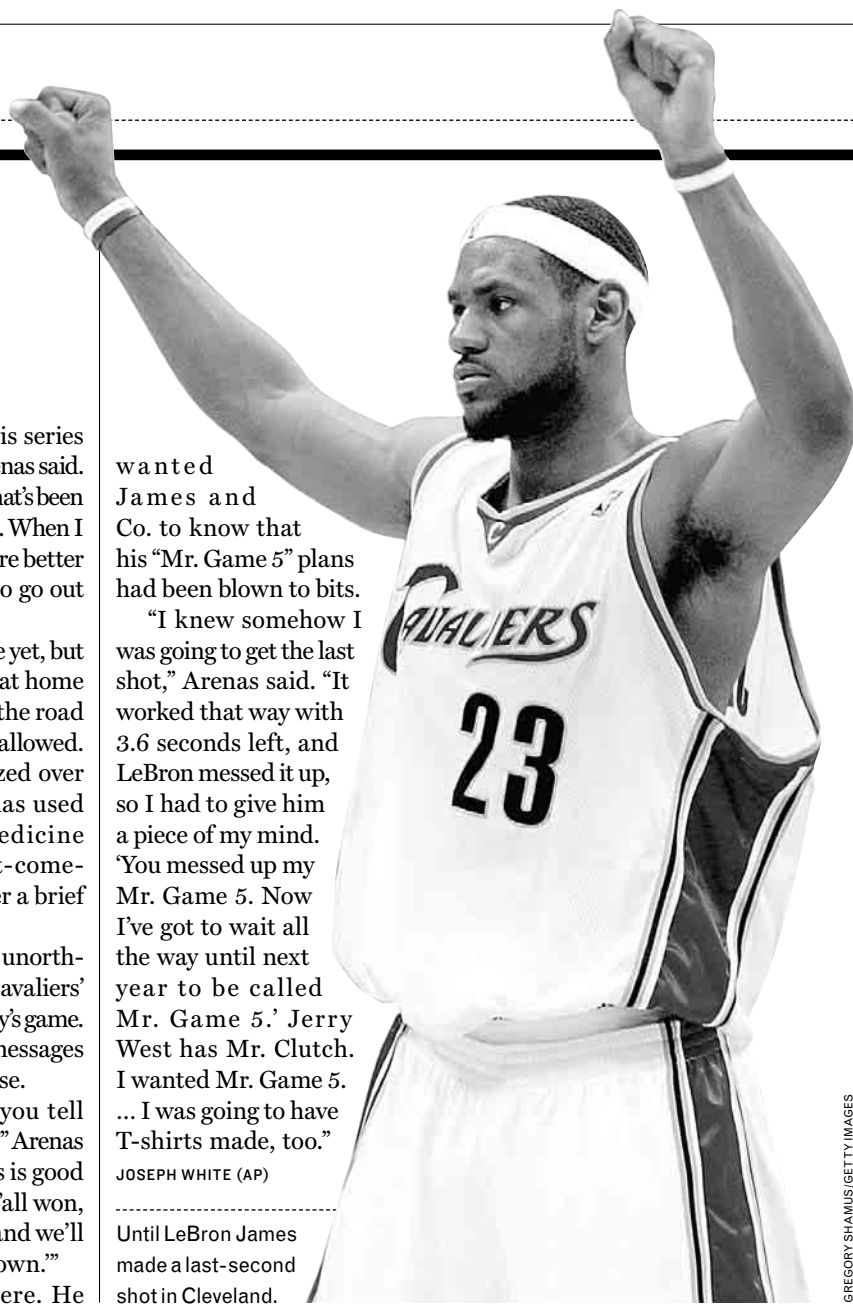 is series
nas said.
hat's been
. When I
re better
o go out
e yet, but
at home
the road
allowed.
zed over
as used
edicine
t-come-
er a brief
unorth-
avaliers’
y’s game.
messages
se.
you tell
” Arenas
s is good
’all won,
and we’ll
own.’”
ere. He
wanted
James and
Co. to know that
his “Mr. Game 5” plans
had been blown to bits.
“I knew somehow I
was going to get the last
shot,” Arenas said. “It
worked that way with
3.6 seconds left, and
LeBron messed it up,
so I had to give him
a piece of my mind.
‘You messed up my
Mr. Game 5. Now
I’ve got to wait all
the way until next
year to be called
Mr. Game 5.’ Jerry
West has Mr. Clutch.
I wanted Mr. Game 5.
... I was going to have
T-shirts made, too.”
JOSEPH WHITE (AP)
Until LeBron James
made a last-second
shot in Cleveland.
C
CAVALIERS
23
GREGORY SHAMUS/GETTY IMAGES